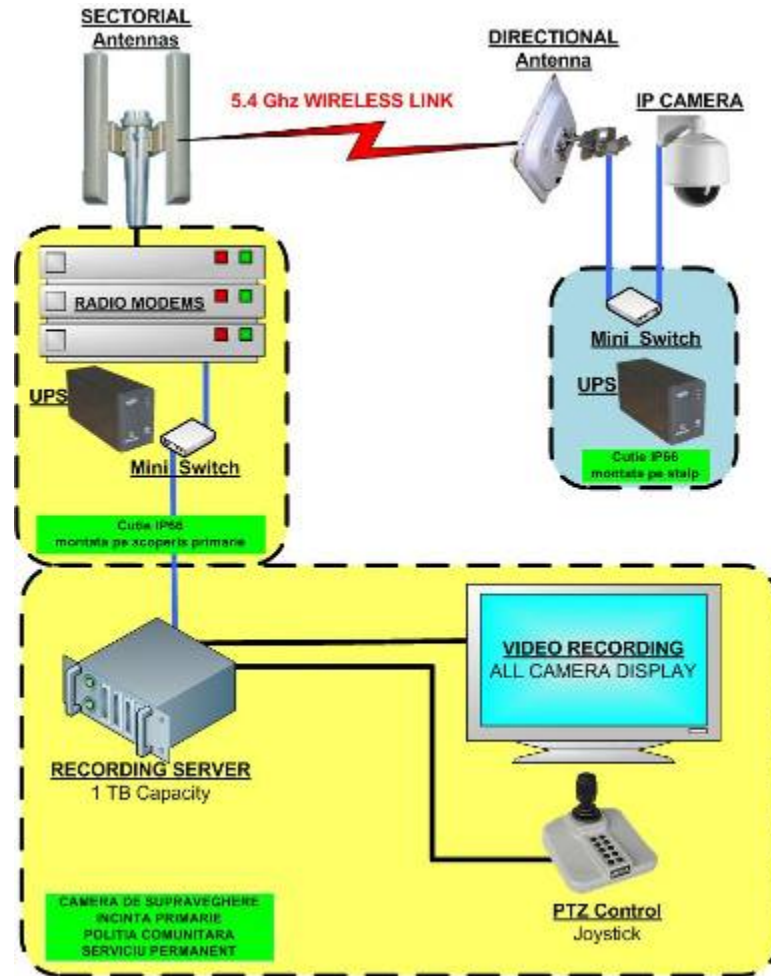 SECTORIAL
Antennas
DIRECTIONAL
Antenna
5.4 Ghz WIRELESS LINK
IP CAMERA
RADIO MODEMS
UPS
Mini Switch
Cutie IP66
montata pe scoperis primarie
Mini Switch
UPS
Cutie IP66
montata pe stalp
VIDEO RECORDING
ALL CAMERA DISPLAY
RECORDING SERVER
1 TB Capacity
PTZ Control
Joystick
CAMERA DE SUPRAVEGHERE
INCINTA PRIMARIE
POLITIA COMUNITARA
SERVICIU PERMANENT